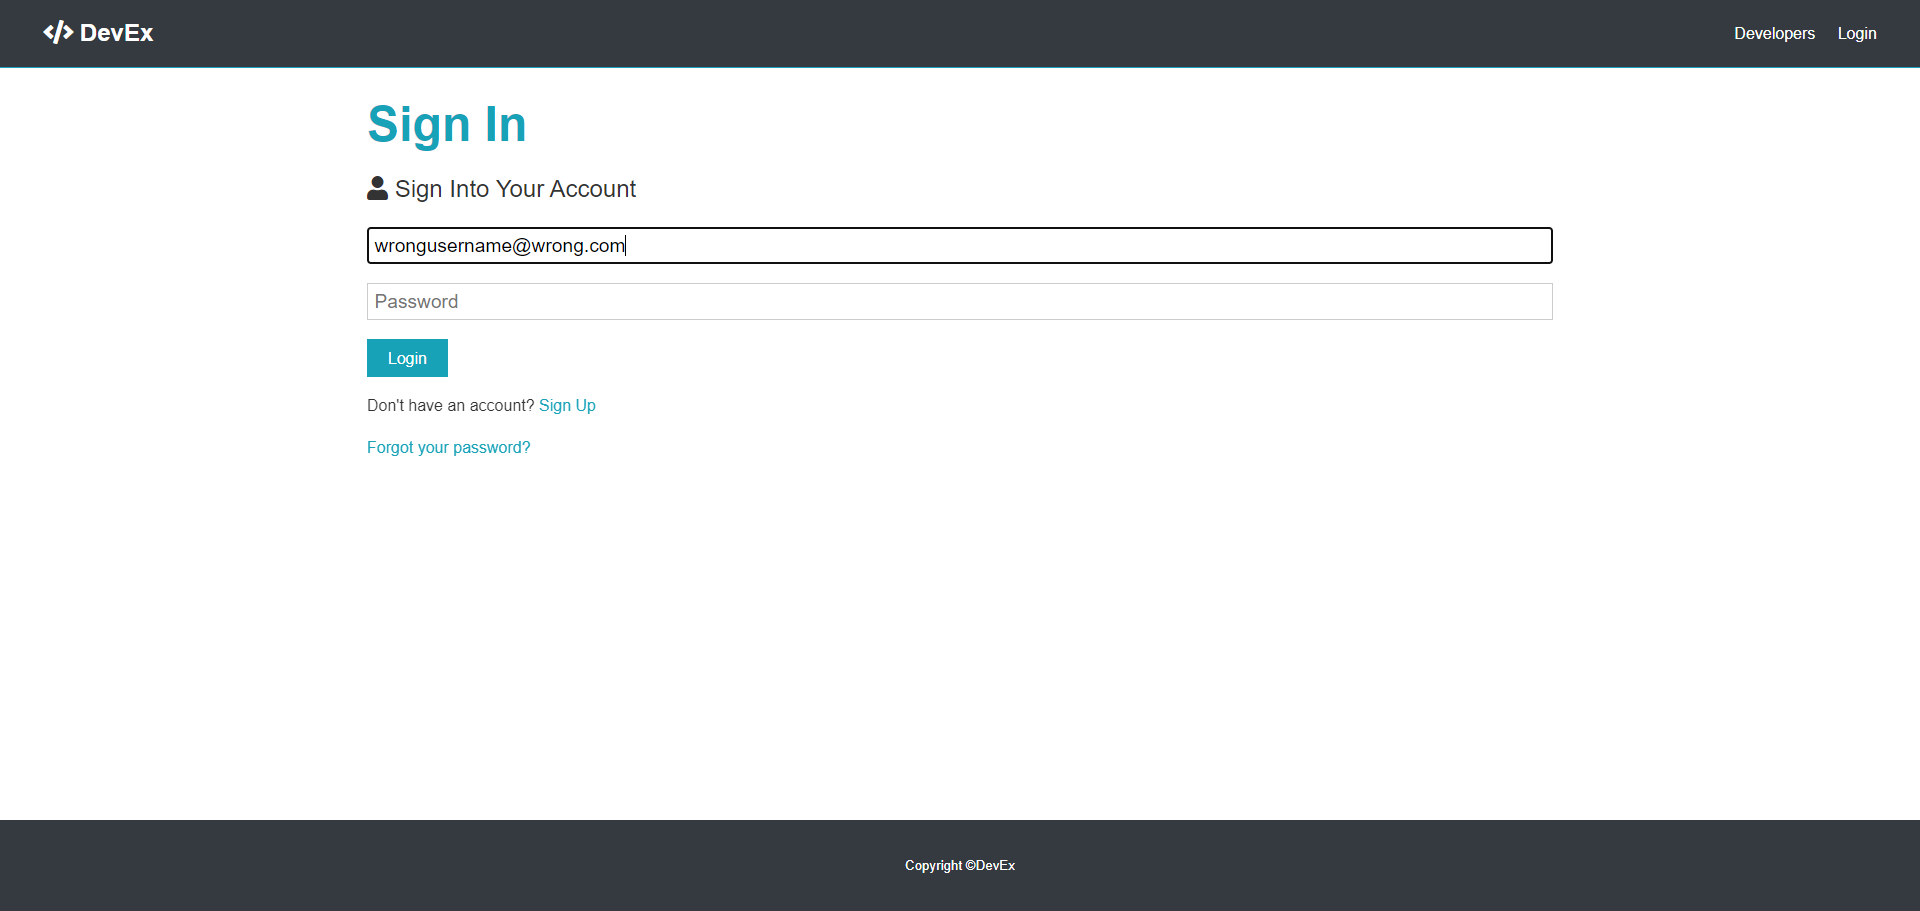 DevEx
Developers Login
Sign In
Sign Into Your Account
wrongusername@wrong.com
Password
Login
Don't have an account? Sign Up
Forgot your password?
Copyright ©DevEx